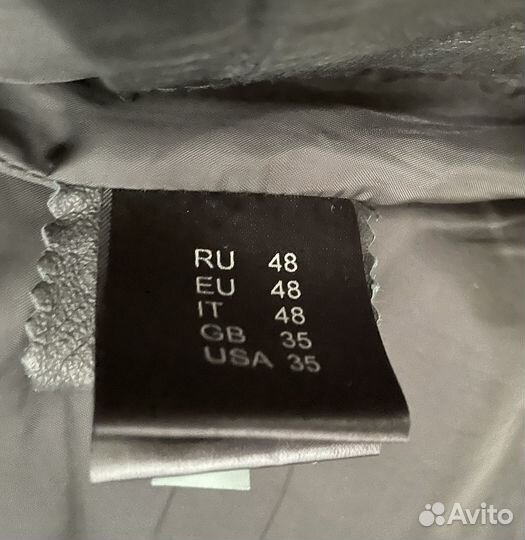 RU 48
EU 48
IT 48
GB 35
USA 35
Avito